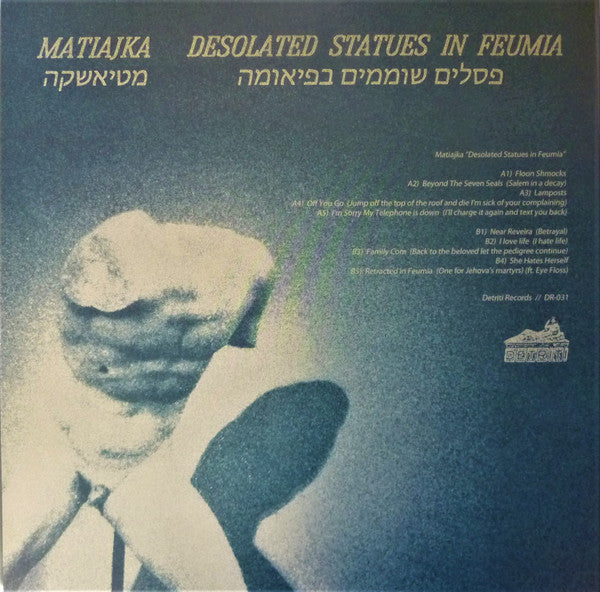 MATIAJKA DESOLATED STATUES IN FEUMIA
מטיאשקה פסלים שוממים בפיאומה
Matiajka "Desolated Statues in Feumia"
A1) Floon Shmocks
A2) Beyond The Seven Seals (Salem in a decay)
A3) Lamposts
A4) Off You Go (Jump off the top of the roof and die I'm sick of your complaining)
A5) I'm Sorry My Telephone is down (I'll charge it again and text you back)
B1) Near Reveira (Betrayal)
B2) I love life (I hate life)
B3) Family Com (Back to the beloved let the pedigree continue)
B4) She Hates Herself
B5) Retracted in Feumia (One for Jehova's martyrs) (ft. Eye Floss)
Detriti Records // DR-031
DETRITI